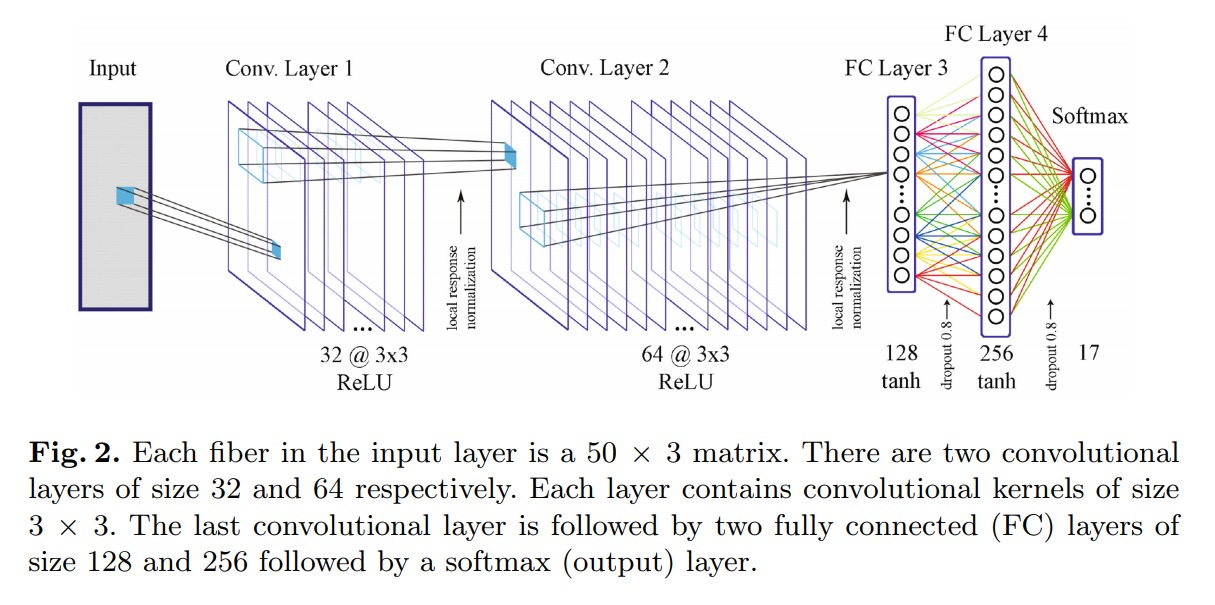 FC Layer 4
Input
Conv. Layer 1
Conv. Layer 2
FC Layer 3
Softmax
local response
normalization
local response
normalization
dropout 0.8
dropout 0.8
...
32 @ 3x3
ReLU
...
64 @ 3x3
ReLU
128
tanh
256
tanh
17
Fig. 2. Each fiber in the input layer is a 50 × 3 matrix. There are two convolutional
layers of size 32 and 64 respectively. Each layer contains convolutional kernels of size
3 × 3. The last convolutional layer is followed by two fully connected (FC) layers of
size 128 and 256 followed by a softmax (output) layer.